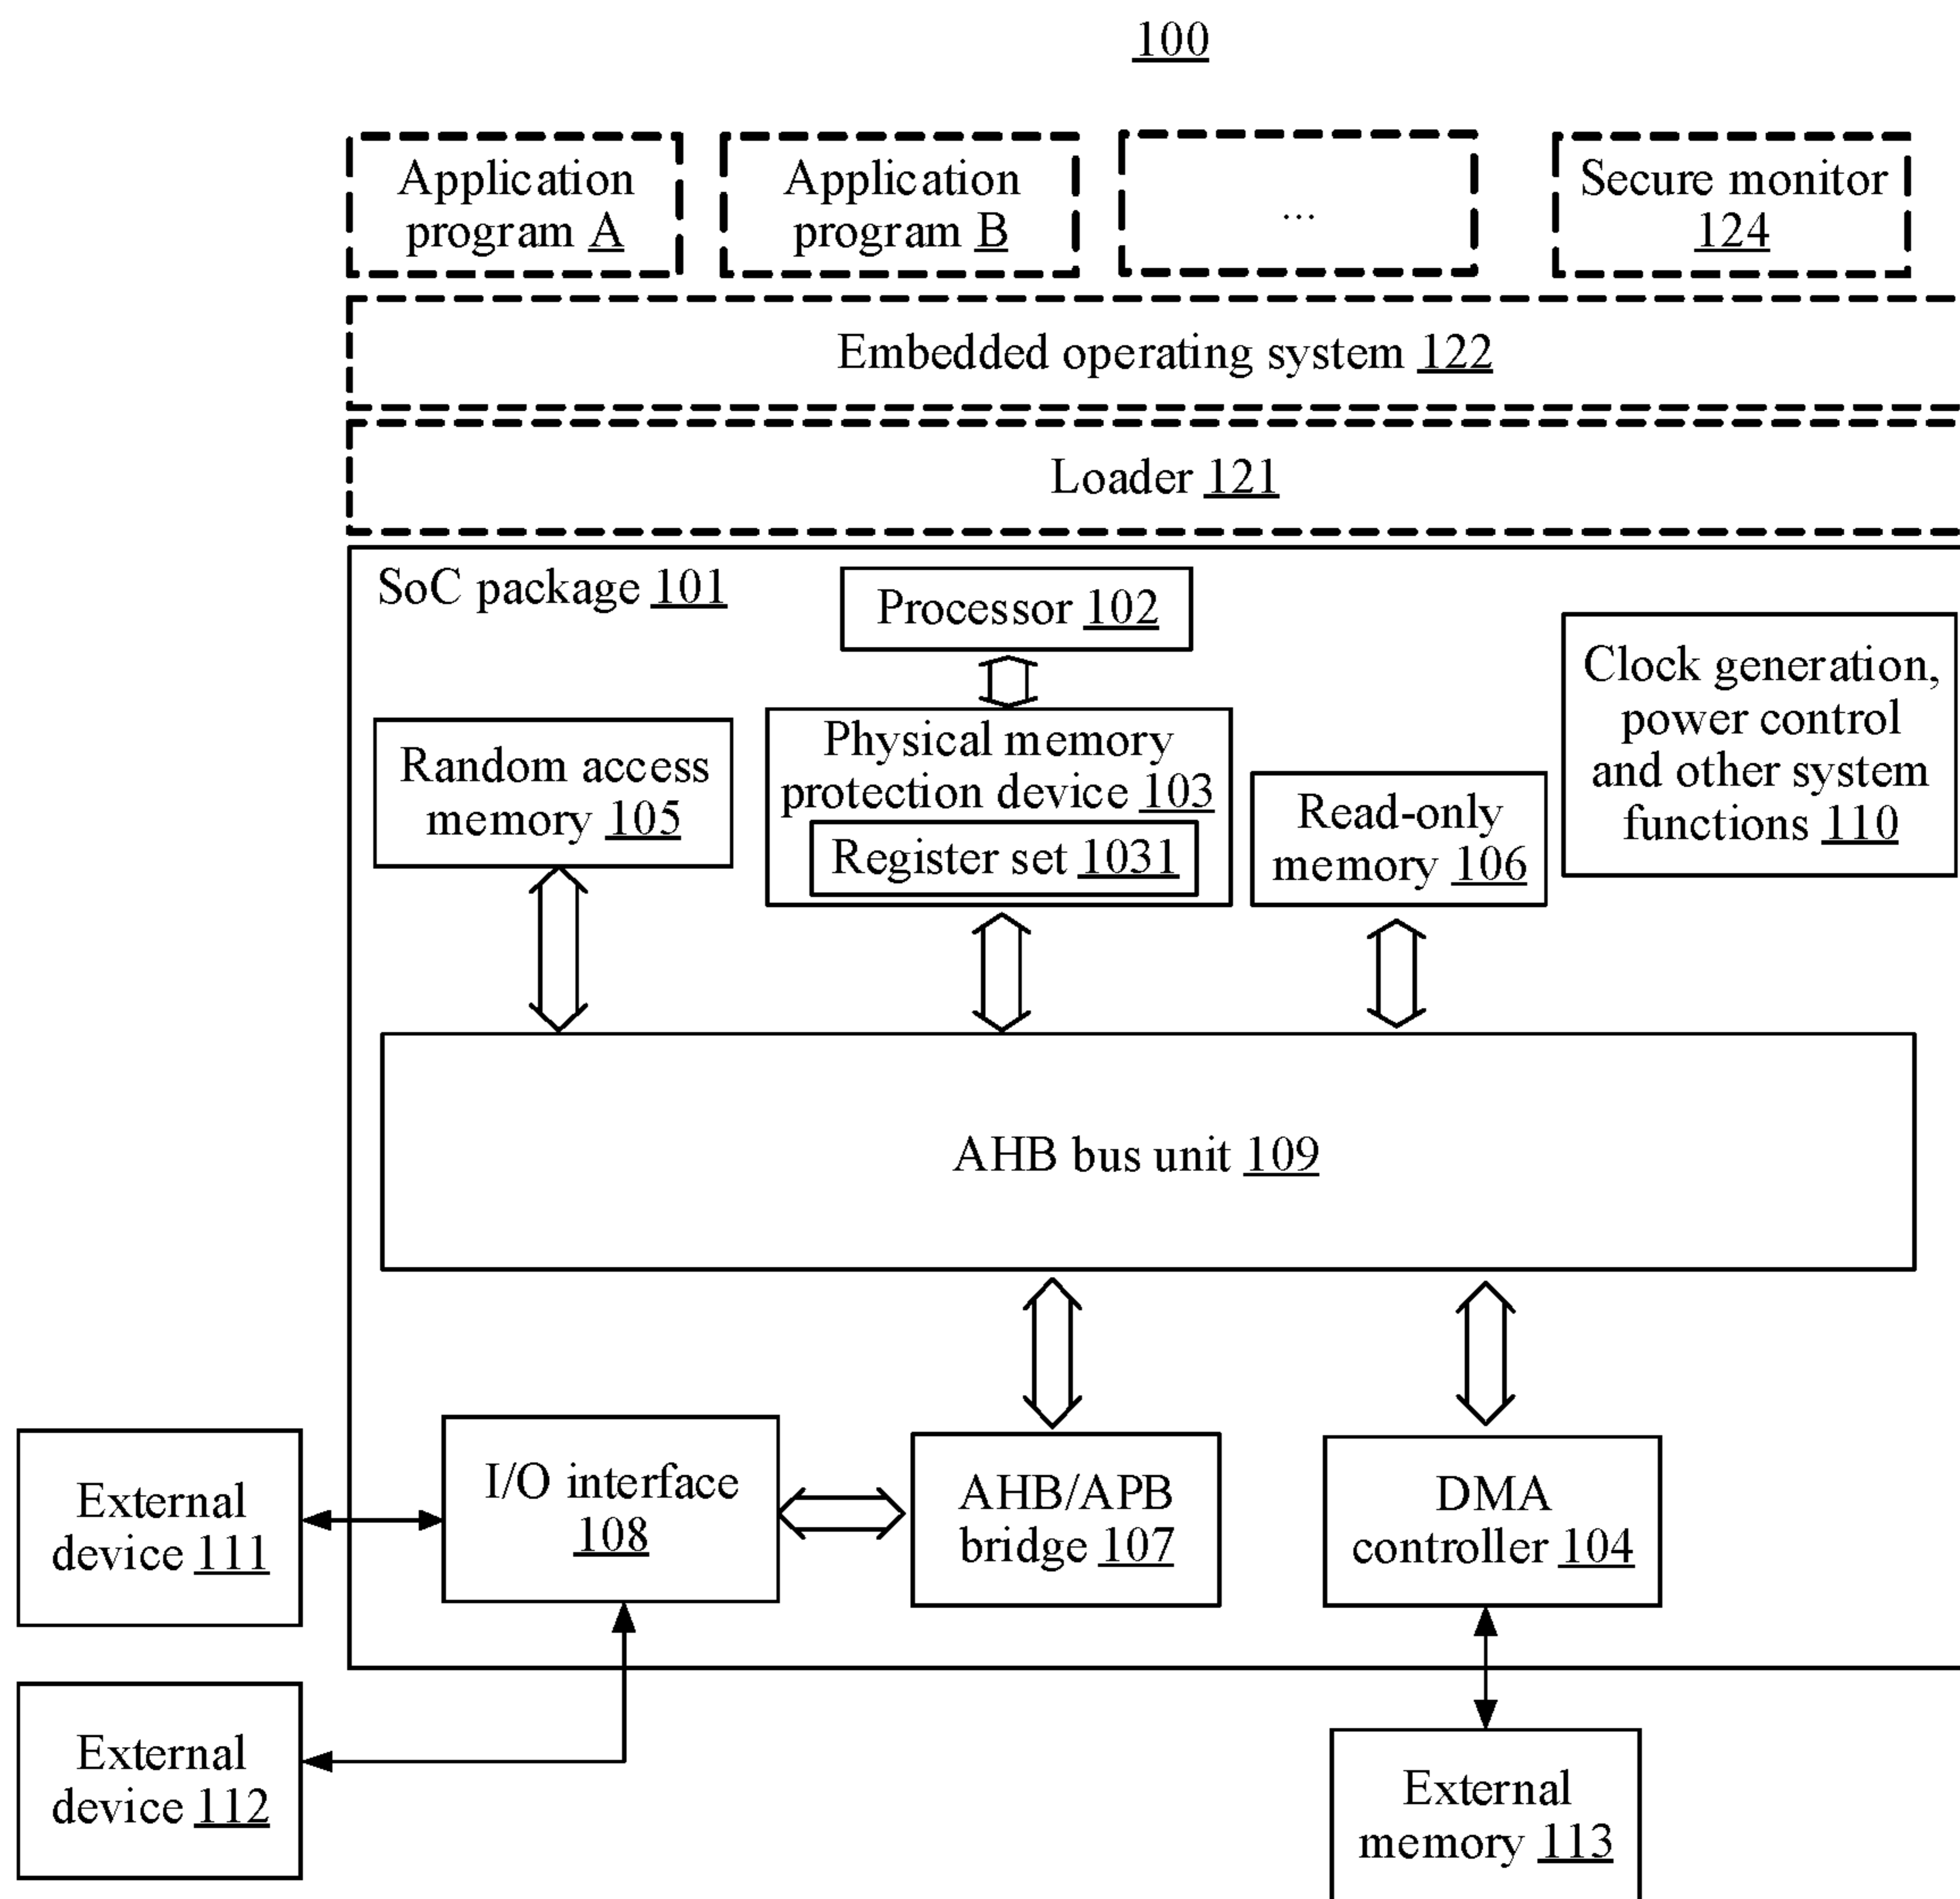 100
Application
program A
Application
program B
...
Secure monitor
124
Embedded operating system 122
Loader 121
SoC package 101
Processor 102
Clock generation,
power control
and other system
functions 110
Random access
memory 105
Physical memory
protection device 103
Register set 1031
Read-only
memory 106
AHB bus unit 109
External
device 111
I/O interface
108
AHB/APB
bridge 107
DMA
controller 104
External
device 112
External
memory 113